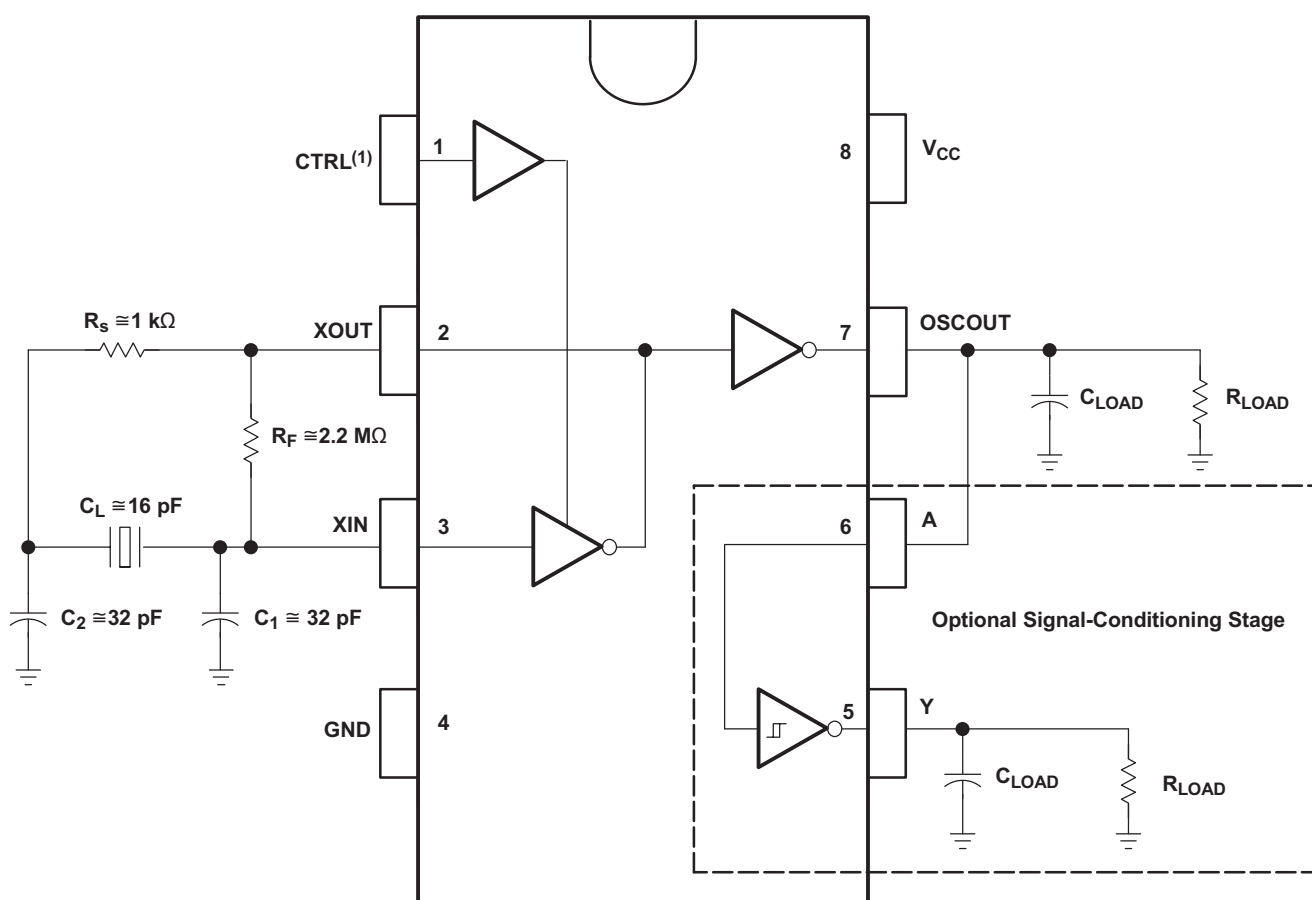 CTRL(1)
1
8
VCC
Rs ≅1 kΩ
XOUT
2
7
OSCOUT
RF ≅2.2 MΩ
CLOAD
RLOAD
CL ≅16 pF
XIN
3
6
A
C2 ≅32 pF
C1 ≅ 32 pF
Optional Signal-Conditioning Stage
GND
4
5
Y
CLOAD
RLOAD